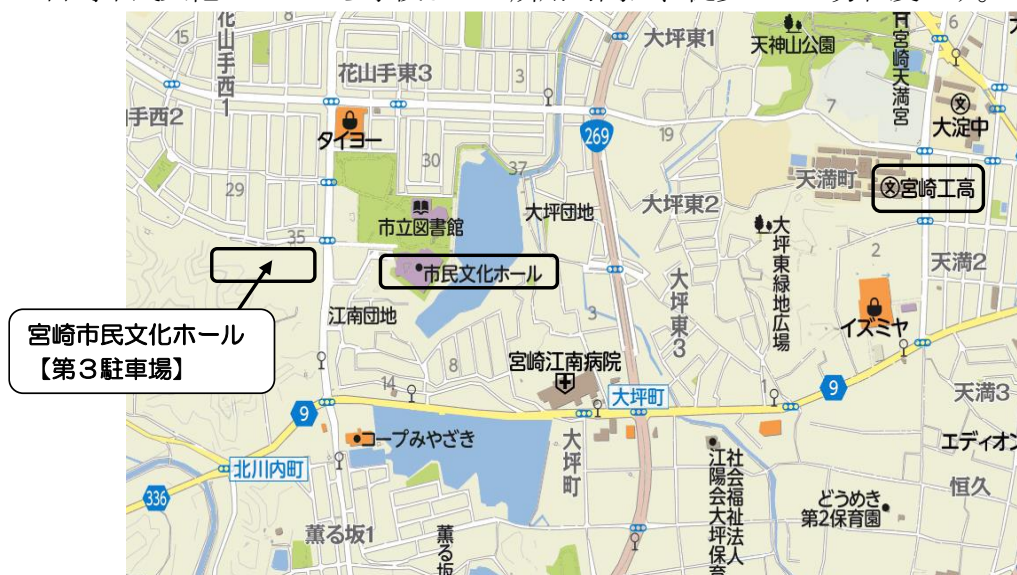 大坪東1
天神山公園
宮崎天満宮
6
8
15
花山手西1
花山手東3
3
手西2
タイヨー
269
19
7
大淀中
30
37
29
市立図書館
大坪団地
大坪東2
天満町
宮崎工高
35
市民文化ホール
大坪東緑地広場
2
天満2
宮崎市民文化ホール
【第３駐車場】
江南団地
3
大坪東3
イズミヤ
8
宮崎江南病院
14
1
9
大坪町
9
天満3
コープみやざき
大坪町
エディオン
北川内町
336
社会福祉法人
江陽会大坪保育
どうめき
第2保育園
恒久
薫る坂1
薫る坂